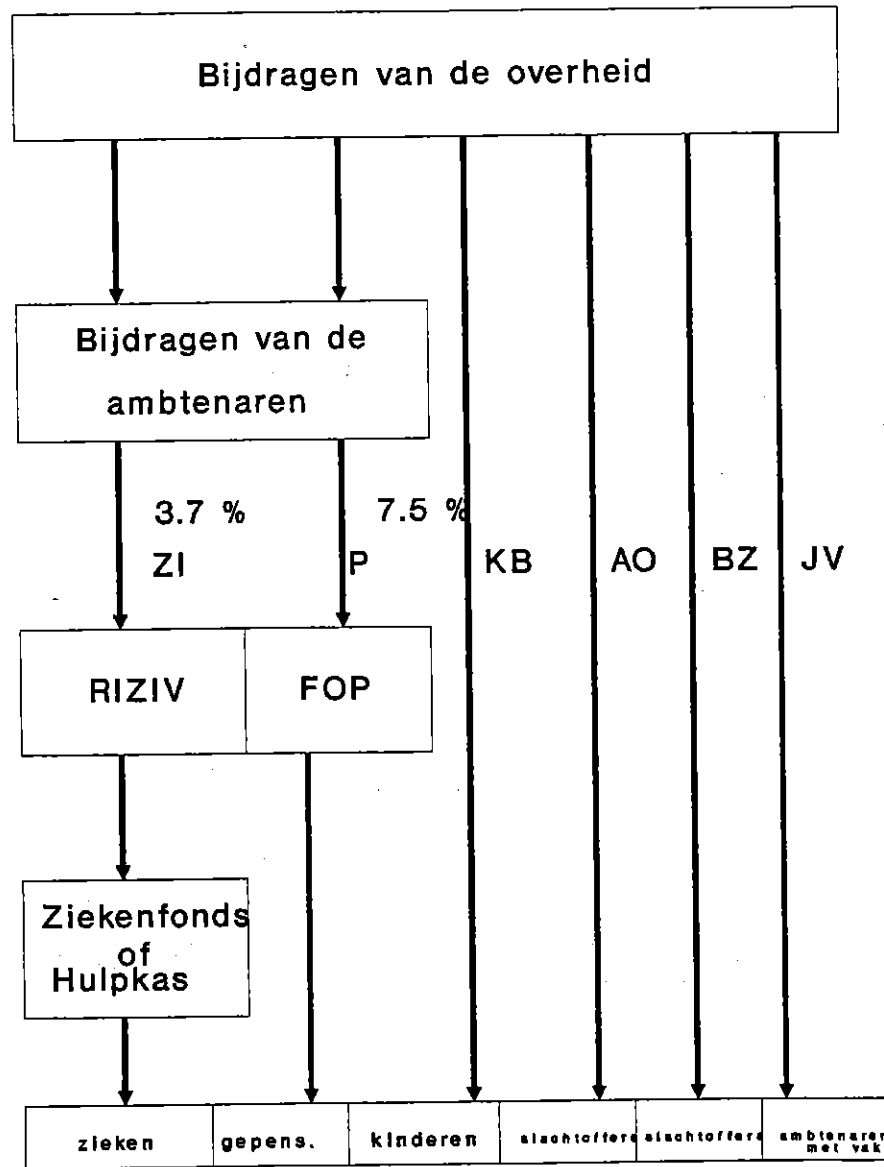 Bijdragen van de overheid
Bijdragen van de
ambtenaren
3.7 % 7.5 %
ZI P KB AO BZ JV
RIZIV FOP
Ziekenfonds
of
Hulpkas
zieken gepens. kinderen slachtoffers slachtoffers ambtenaren
met vak